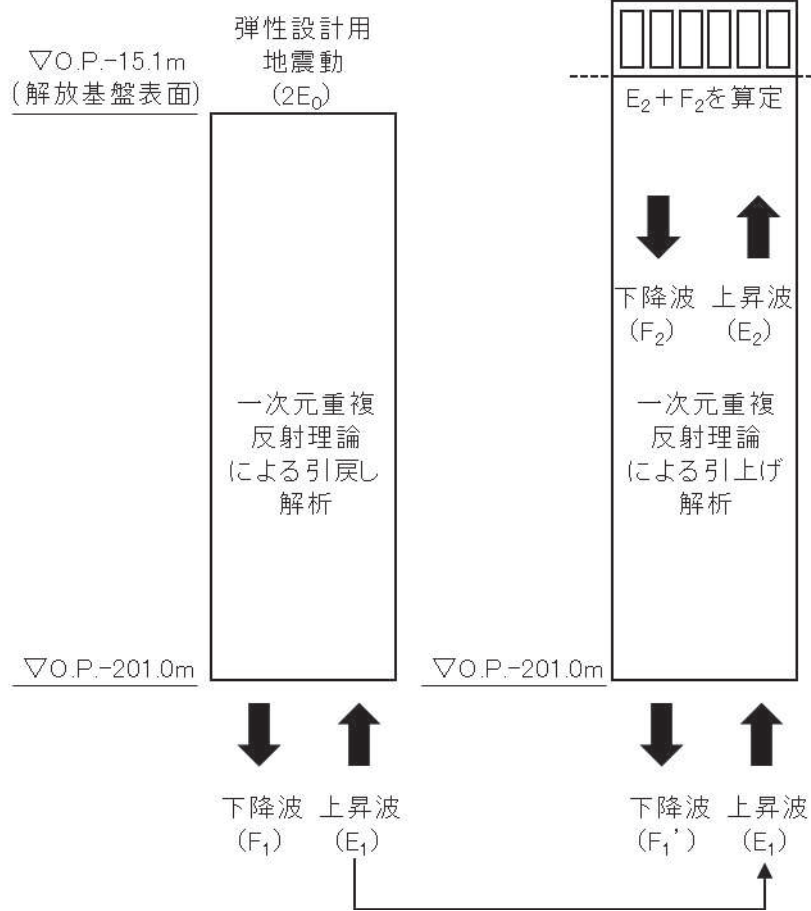 ▽O.P.-15.1m
(解放基盤表面)
弾性設計用
地震動
(2E₀)
一次元重複
反射理論
による引戻し
解析
▽O.P.-201.0m
下降波
(F₁)
上昇波
(E₁)
E₂+F₂を算定
下降波
(F₂)
上昇波
(E₂)
一次元重複
反射理論
による引上げ
解析
▽O.P.-201.0m
下降波
(F₁’)
上昇波
(E₁)